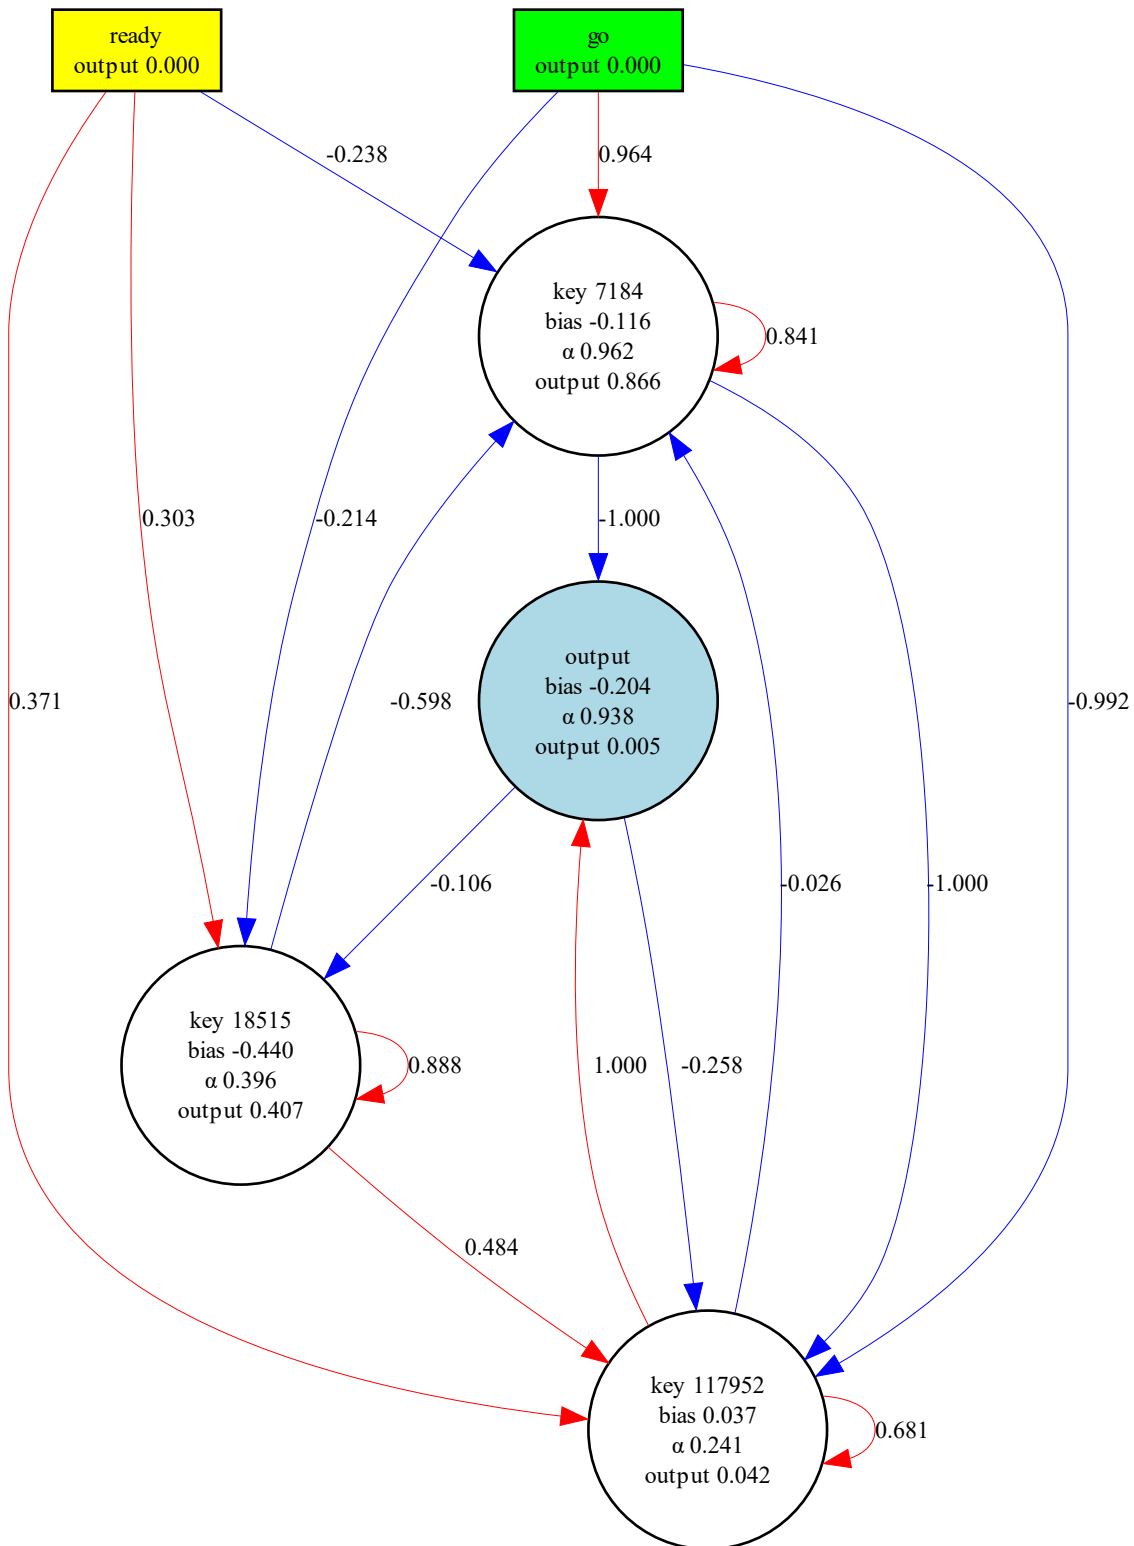 ready
output 0.000
go
output 0.000
-0.238
0.964
key 7184
bias -0.116
α 0.962
output 0.866
0.841
0.303
-0.214
-1.000
output
bias -0.204
α 0.938
output 0.005
0.371
-0.598
-0.992
-0.106
-0.026
-1.000
key 18515
bias -0.440
α 0.396
output 0.407
0.888
1.000
-0.258
0.484
key 117952
bias 0.037
α 0.241
output 0.042
0.681